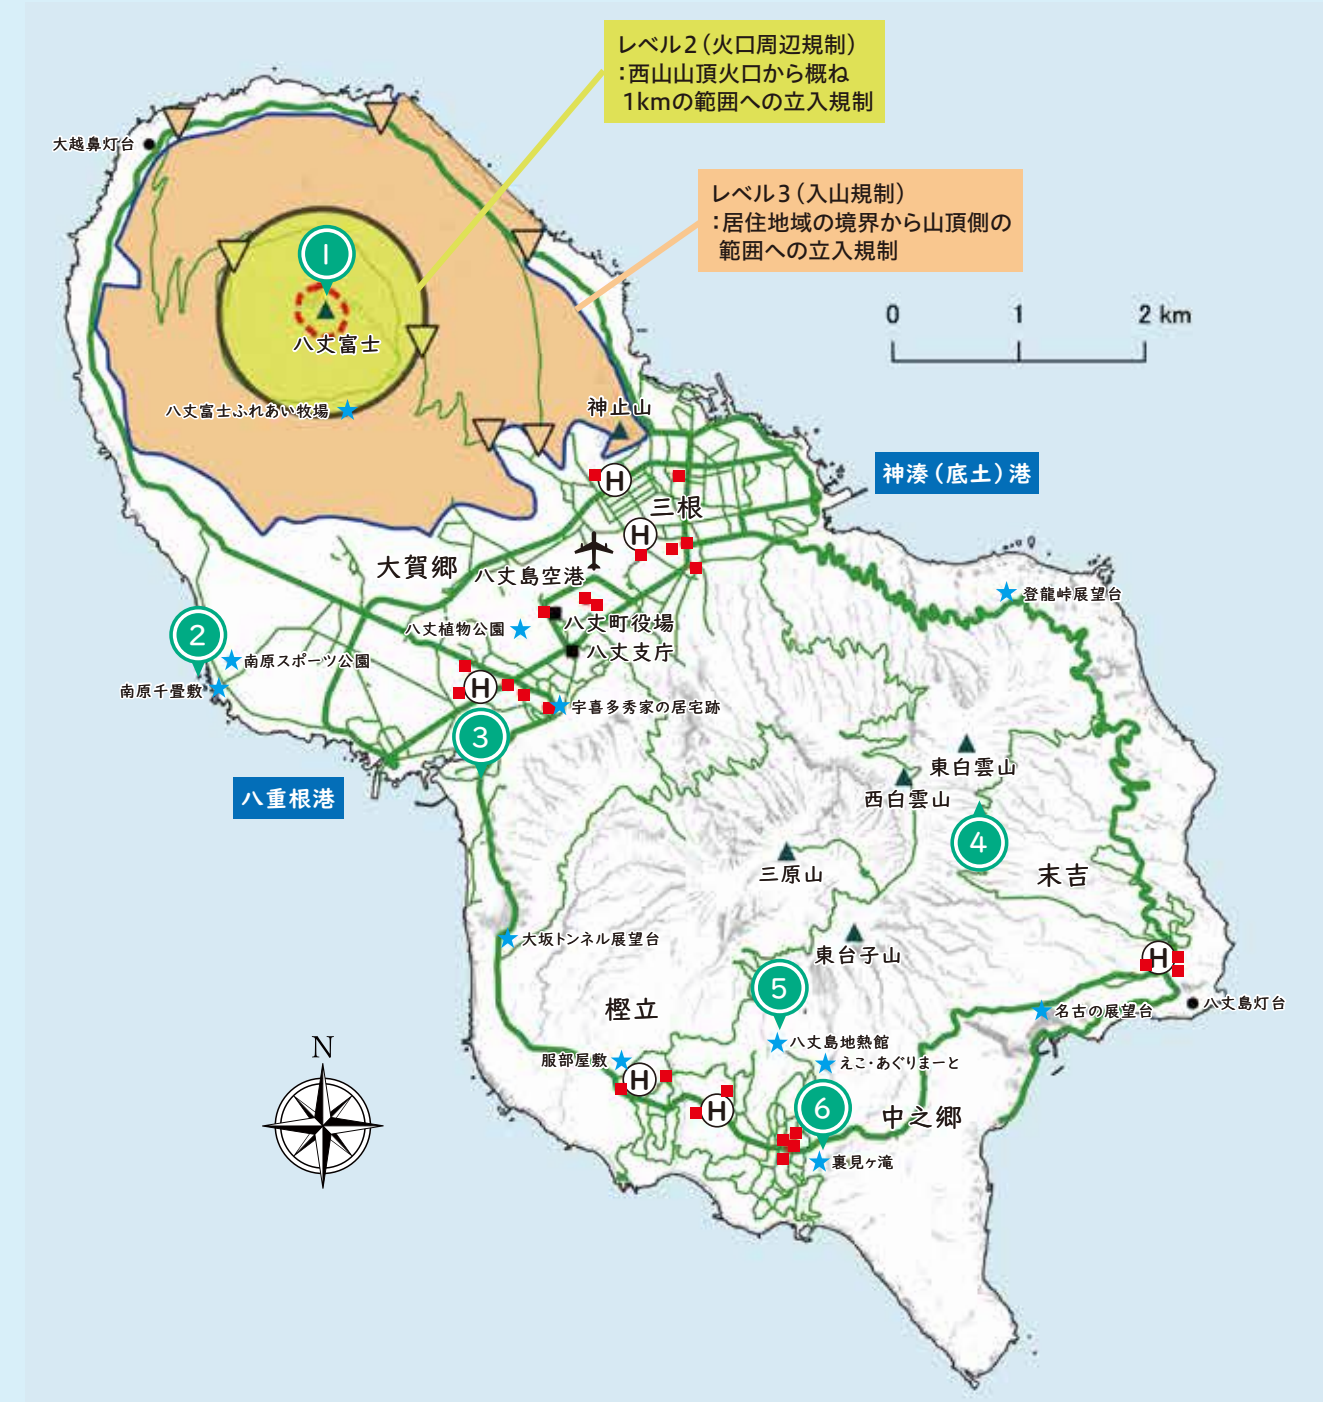 レベル2（火口周辺規制）
：西山山頂火口から概ね
1kmの範囲への立入規制
大越鼻灯台
レベル3（入山規制）
：居住地域の境界から山頂側の
範囲への立入規制
1
八丈富士
0 1 2 km
八丈富士ふれあい牧場
神止山
神湊（底土）港
H
三根
H
大賀郷
八丈島空港
登龍峠展望台
八丈植物公園
八丈町役場
2
八丈支庁
南原スポーツ公園
南原千畳敷
H
宇喜多秀家の居宅跡
3
東白雲山
八重根港
西白雲山
4
三原山
末吉
大坂トンネル展望台
東台子山
H
5
樫立
名古の展望台
八丈島灯台
N
八丈島地熱館
服部屋敷
えこ・あぐりまーと
H
H
6
中之郷
裏見ヶ滝